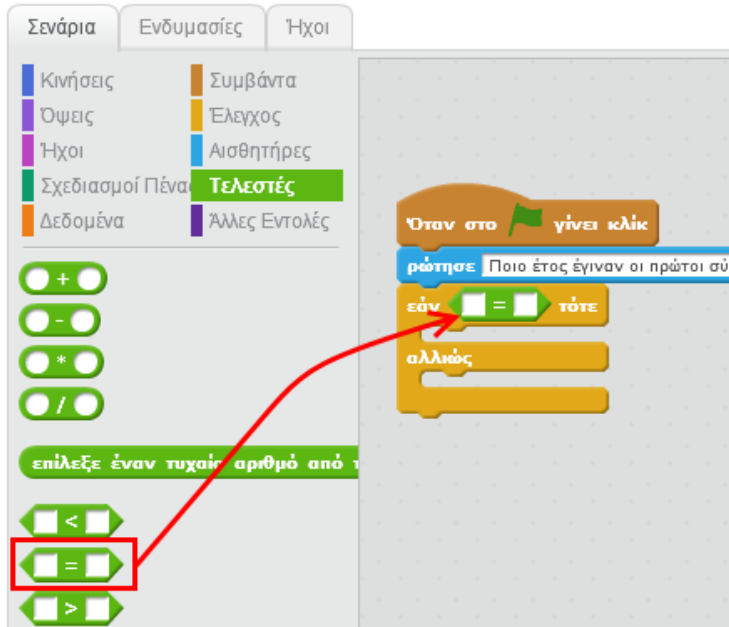 Σενάρια Ενδυμασίες Ήχοι
Κινήσεις Συμβάντα
Όψεις Έλεγχος
Ήχοι Αισθητήρες
Σχεδιασμοί Πένας Τελεστές
Δεδομένα Άλλες Εντολές
+
-
*
/
επίλεξε έναν τυχαίο αριθμό από
<
=
>
Όταν στο γίνει κλίκ
ρώτησε Ποιο έτος έγιναν οι πρώτοι σύ
εάν = τότε
αλλιώς